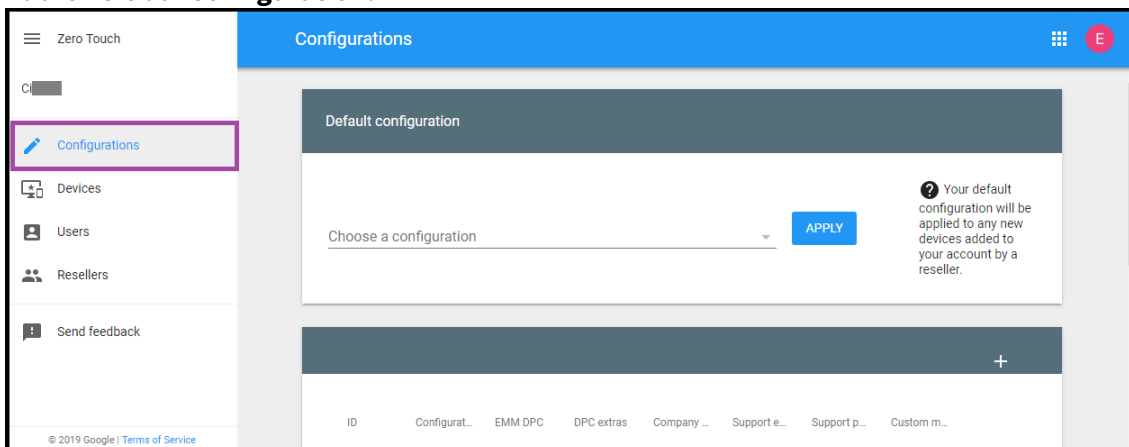 Zero Touch
Configurations
E
Ci
Default configuration
Configurations
Devices
Your default
configuration will be
applied to any new
devices added to
your account by a
reseller.
Users
Choose a configuration
APPLY
Resellers
Send feedback
+
ID Configurat... EMM DPC DPC extras Company ... Support e... Support p... Custom m...
© 2019 Google | Terms of Service